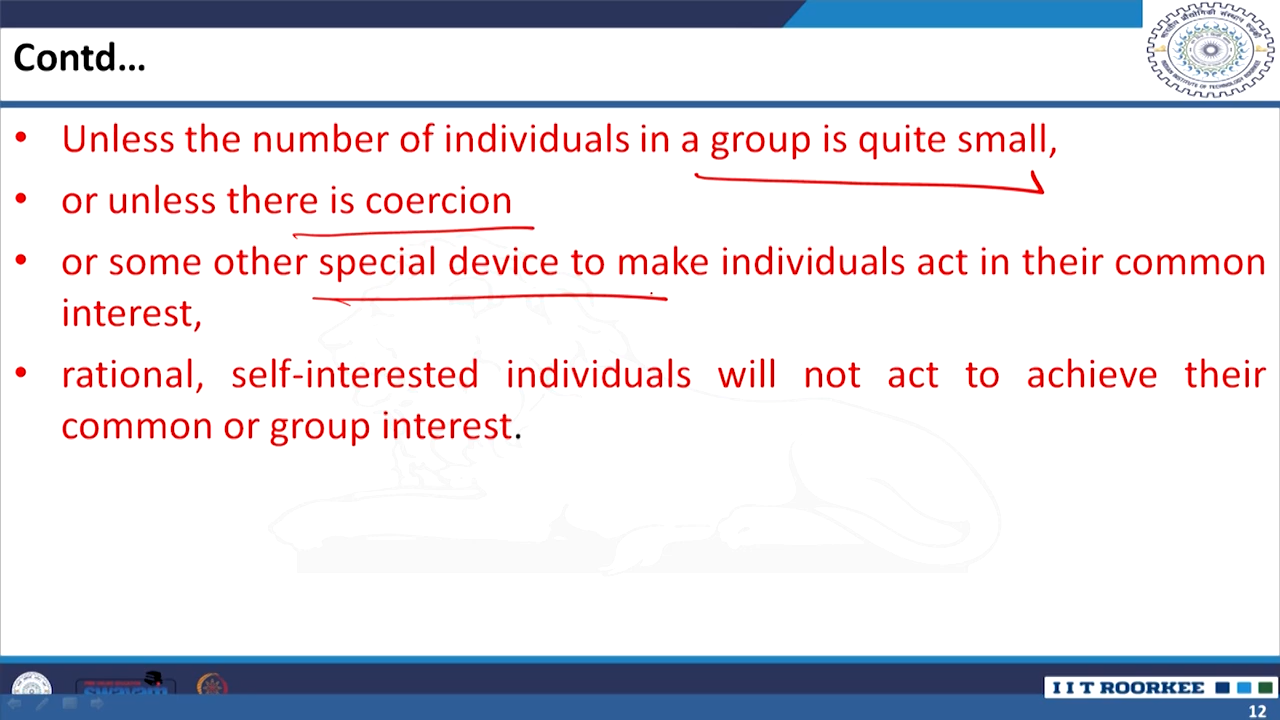 Contd...
• Unless the number of individuals in a group is quite small,
• or unless there is coercion
• or some other special device to make individuals act in their common
interest,
• rational, self-interested individuals will not act to achieve their
common or group interest.
swayam
IIT ROORKEE
12